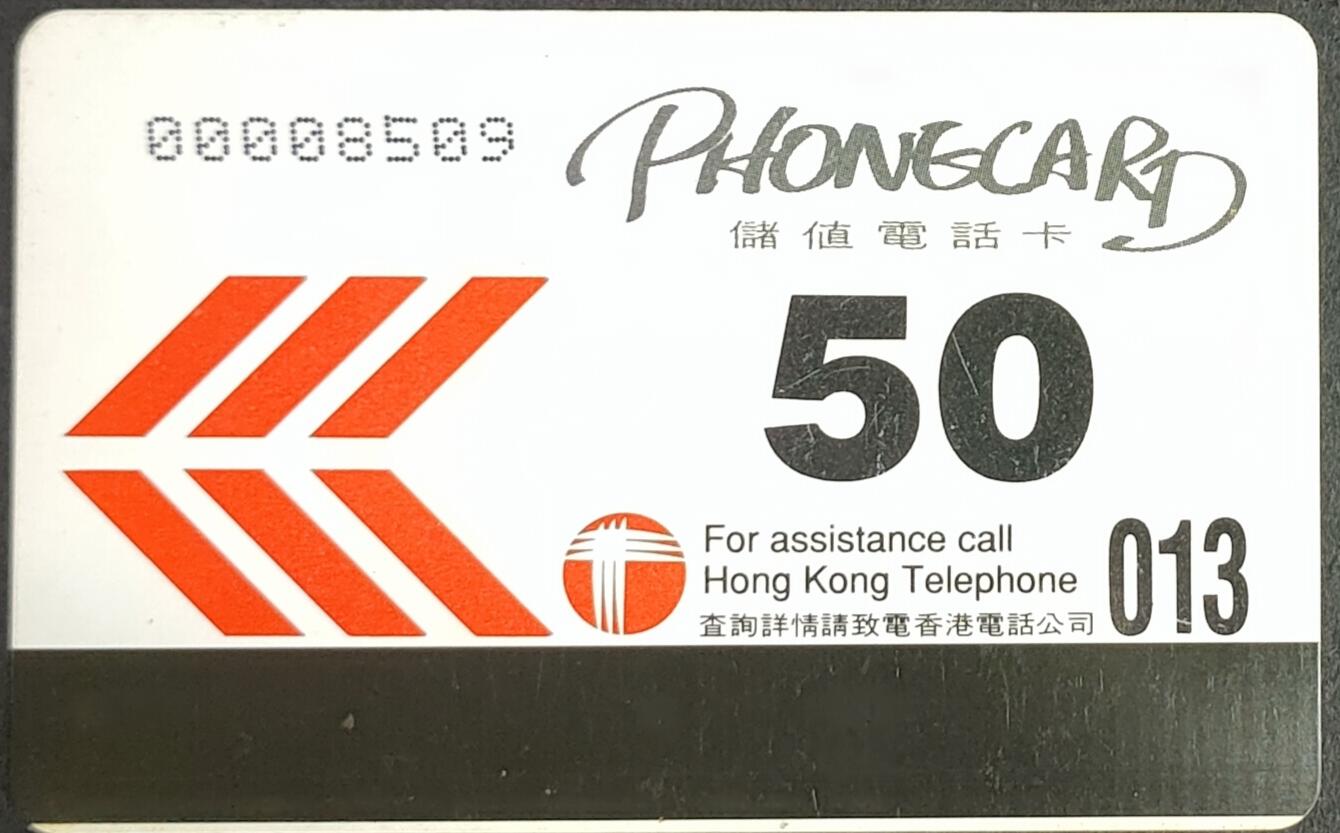 00008509
PHONECARD
儲值電話卡
50
For assistance call
Hong Kong Telephone
013
查詢詳情請致電香港電話公司